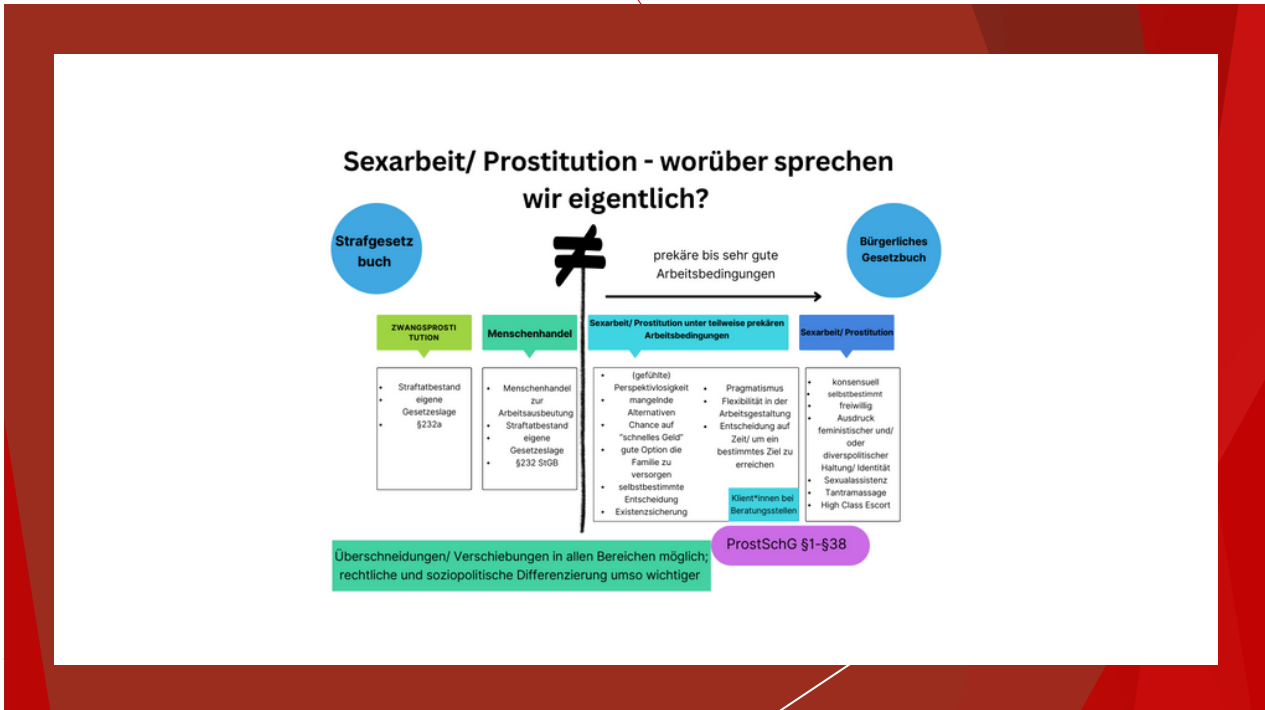 Sexarbeit/ Prostitution - worüber sprechen
wir eigentlich?
Strafgesetz
buch
≠
prekäre bis sehr gute
Arbeitsbedingungen
Bürgerliches
Gesetzbuch
ZWANGSPROSTI
TUTION
• Straftatbestand
• eigene
Gesetzeslage
• §232a
Menschenhandel
• Menschenhandel
zur
Arbeitsausbeutung
• Straftatbestand
• eigene
Gesetzeslage
• §232 StGB
Sexarbeit/ Prostitution unter teilweise prekären
Arbeitsbedingungen
• (gefühlte)
Perspektivlosigkeit
• mangelnde
Alternativen
• Chance auf
"schnelles Geld"
• gute Option die
Familie zu
versorgen
• selbstbestimmte
Entscheidung
• Existenzsicherung
• Pragmatismus
• Flexibilität in der
Arbeitsgestaltung
• Entscheidung auf
Zeit/ um ein
bestimmtes Ziel zu
erreichen
Klient*innen bei
Beratungsstellen
Sexarbeit/ Prostitution
• konsensuell
• selbstbestimmt
• freiwillig
• Ausdruck
feministischer und/
oder
diverspolitischer
Haltung/ Identität
• Sexualassistenz
• Tantramassage
• High Class Escort
ProstSchG §1-§38
Überschneidungen/ Verschiebungen in allen Bereichen möglich;
rechtliche und soziopolitische Differenzierung umso wichtiger